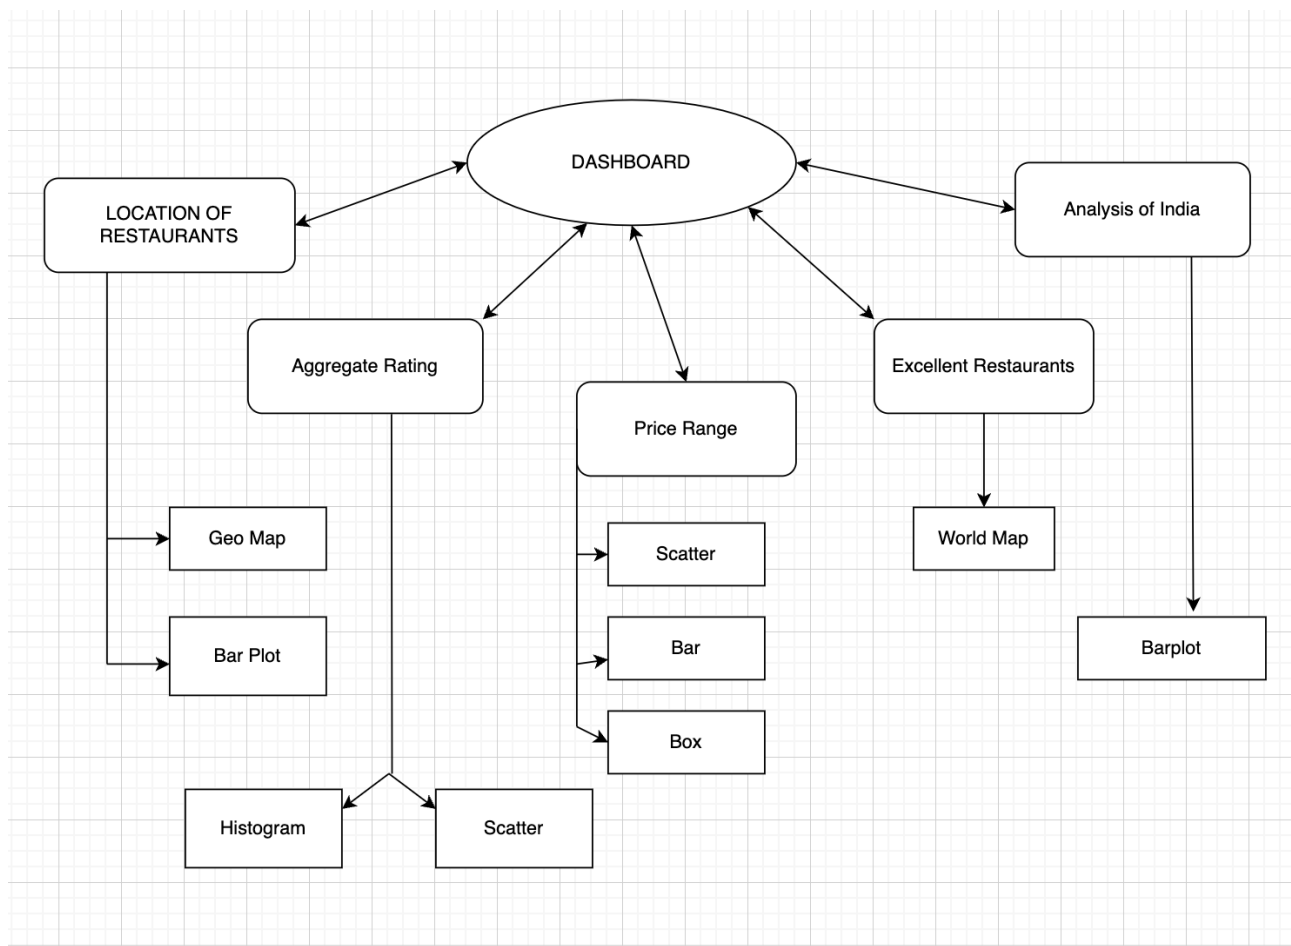 DASHBOARD
LOCATION OF
RESTAURANTS
Analysis of India
Aggregate Rating
Excellent Restaurants
Price Range
Geo Map
World Map
Scatter
Bar Plot
Bar
Barplot
Box
Histogram
Scatter